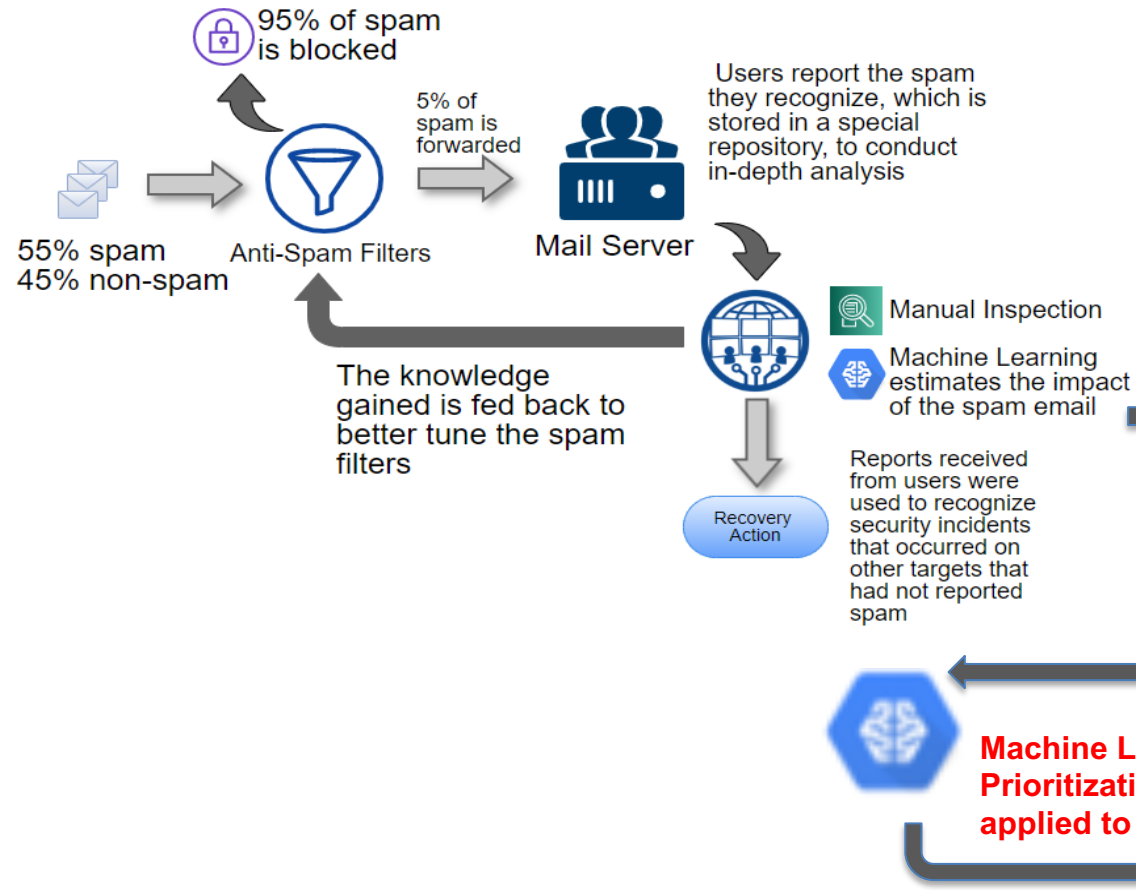 95% of spam
is blocked
5% of
spam is
forwarded
Users report the spam
they recognize, which is
stored in a special
repository, to conduct
in-depth analysis
55% spam
45% non-spam
Anti-Spam Filters
Mail Server
Manual Inspection
Machine Learning
estimates the impact
of the spam email
The knowledge
gained is fed back to
better tune the spam
filters
Recovery
Action
Reports received
from users were
used to recognize
security incidents
that occurred on
other targets that
had not reported
spam
Machine L
Prioritizati
applied to